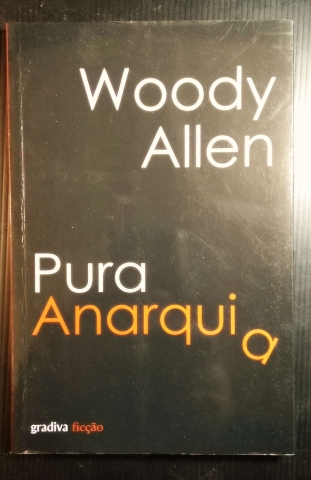 Woody
Allen
Pura
Anarquia
gradiva ficção